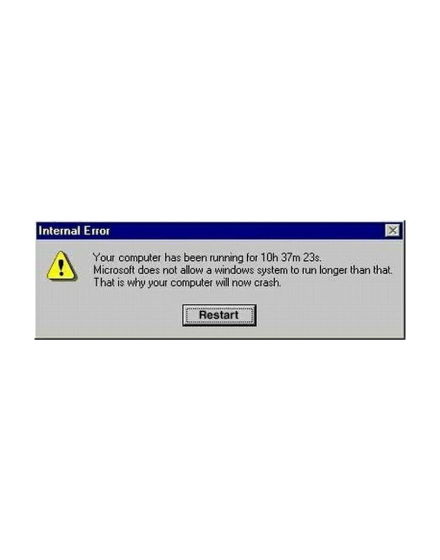 Internal Error
Your computer has been running for 10h 37m 23s.
Microsoft does not allow a windows system to run longer than that.
That is why your computer will now crash.
Restart